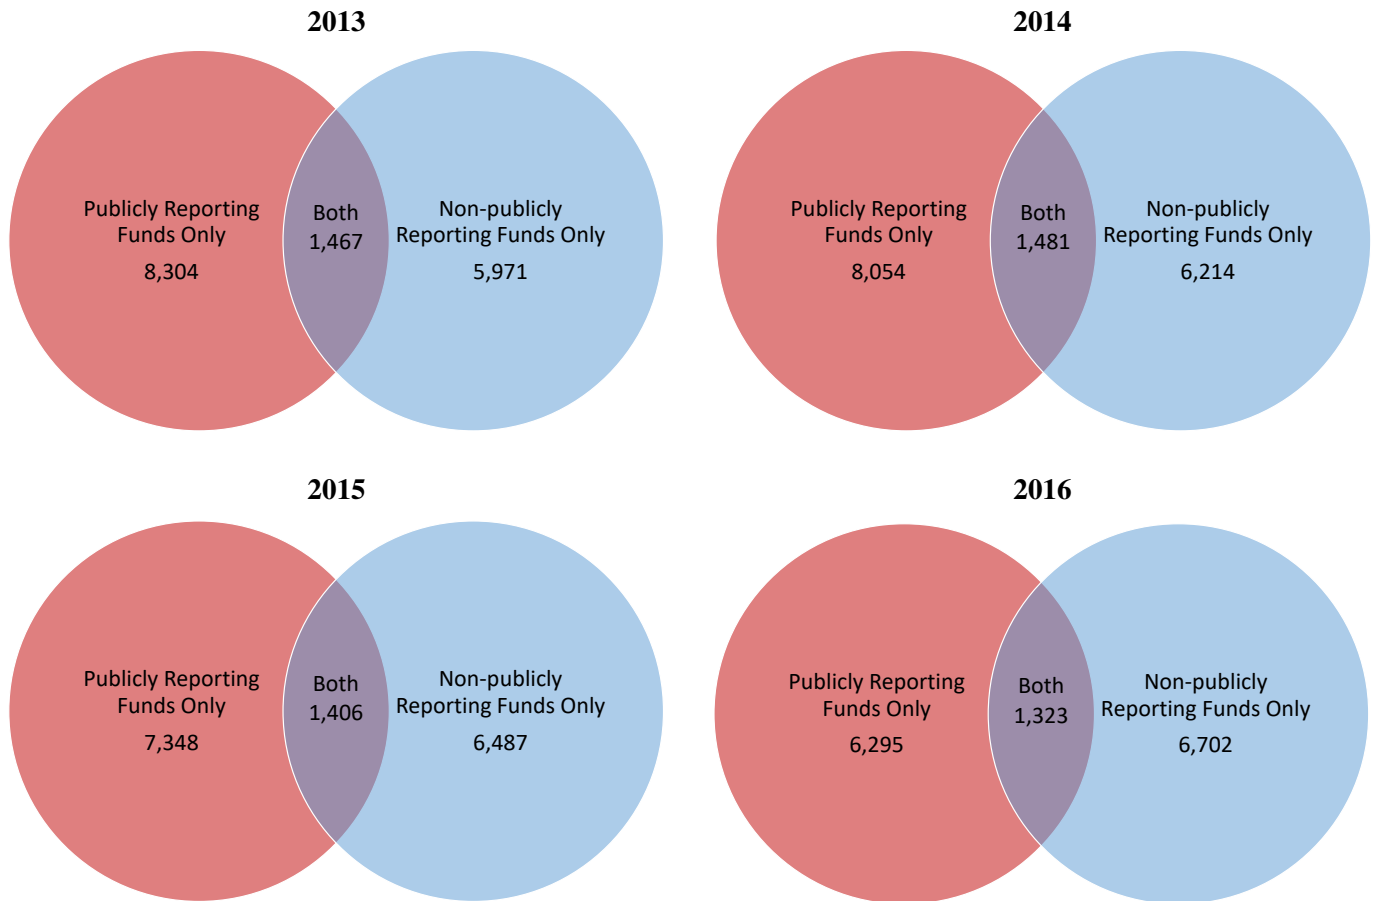 2013
Publicly Reporting
Funds Only
8,304
Both
1,467
Non-publicly
Reporting Funds Only
5,971
2014
Publicly Reporting
Funds Only
8,054
Both
1,481
Non-publicly
Reporting Funds Only
6,214
2015
Publicly Reporting
Funds Only
7,348
Both
1,406
Non-publicly
Reporting Funds Only
6,487
2016
Publicly Reporting
Funds Only
6,295
Both
1,323
Non-publicly
Reporting Funds Only
6,702